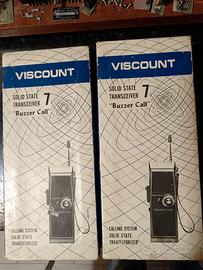 VISCOUNT
SOLID STATE
TRANSCEIVER 7
"Buzzer Call"
CALLING SYSTEM
SOLID STATE
TRANSISTORIZED
VISCOUNT
SOLID STATE
TRANSCEIVER 7
"Buzzer Call"
CALLING SYSTEM
SOLID STATE
TRANSISTORIZED